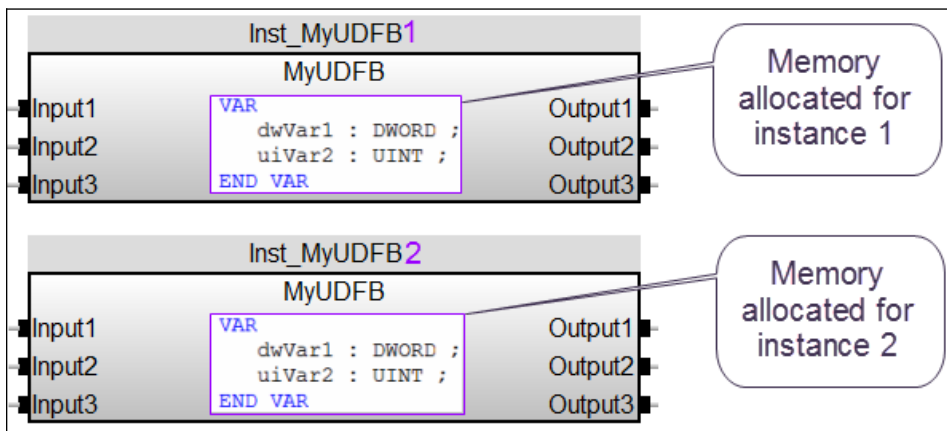 Inst_MyUDFB1
MyUDFB
Input1
Input2
Input3
VAR
dwVar1 : DWORD ;
uiVar2 : UINT ;
END VAR
Output1
Output2
Output3
Memory
allocated for
instance 1
Inst_MyUDFB2
MyUDFB
Input1
Input2
Input3
VAR
dwVar1 : DWORD ;
uiVar2 : UINT ;
END VAR
Output1
Output2
Output3
Memory
allocated for
instance 2